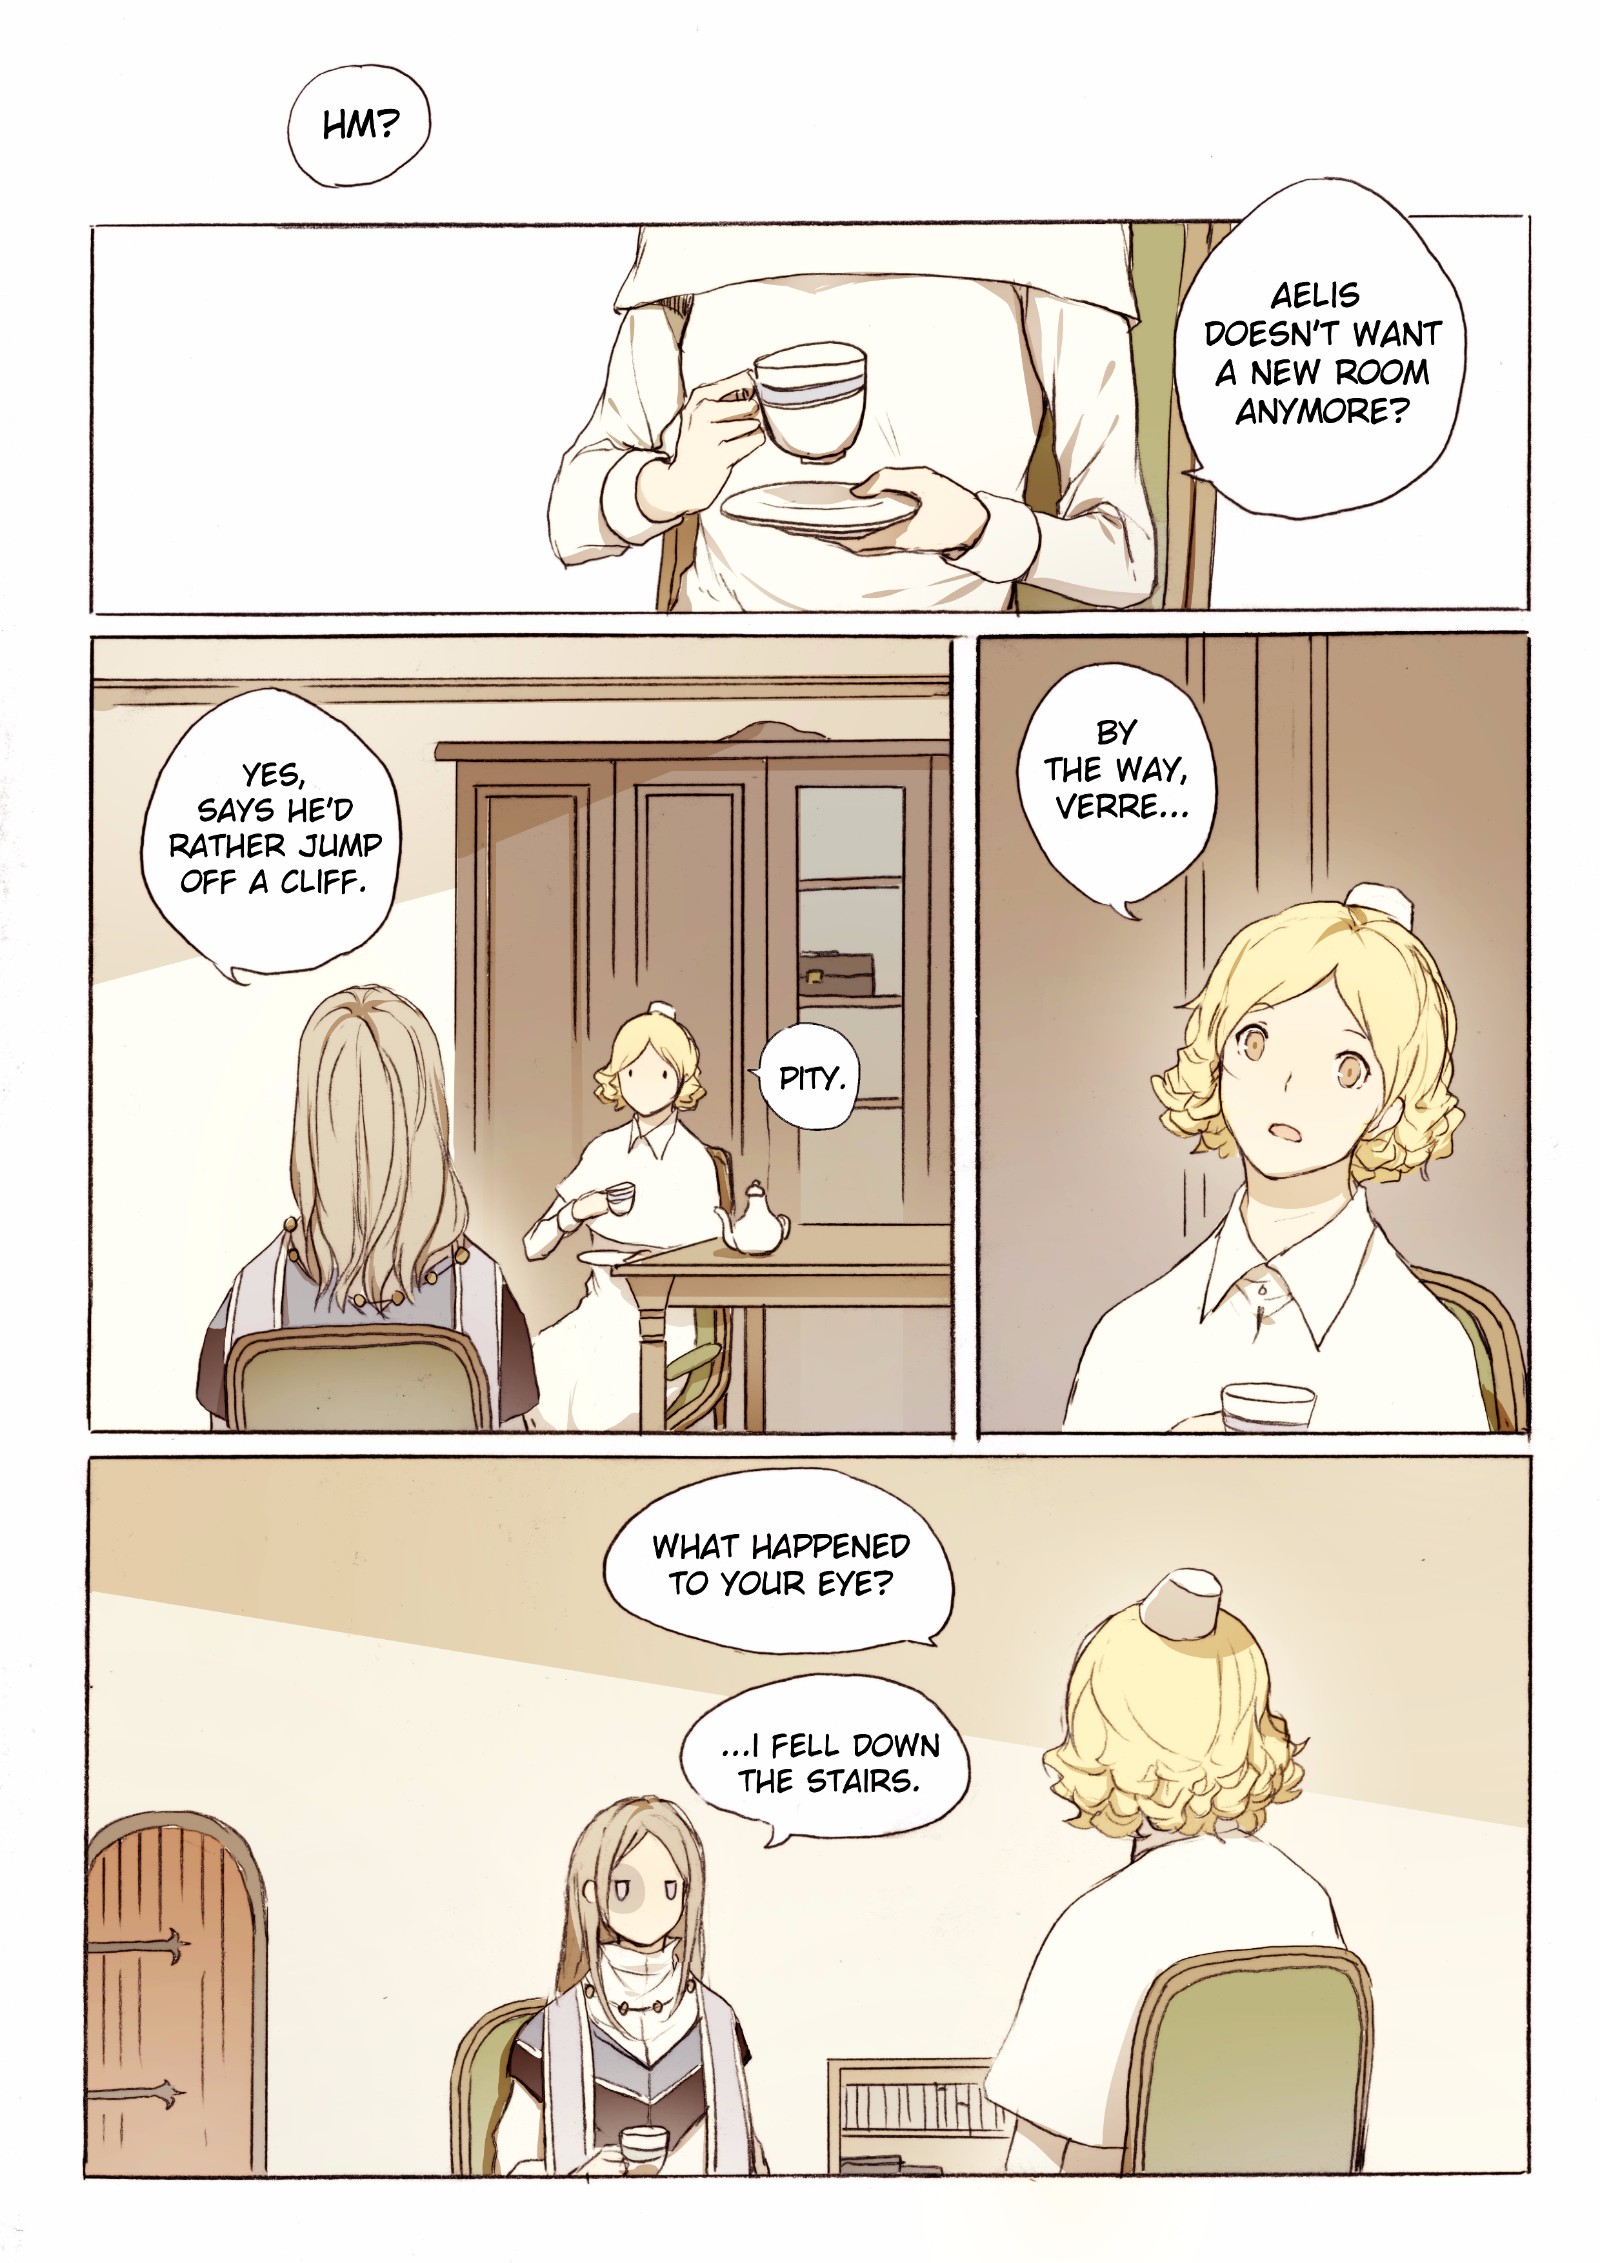 HM?
AELIS
DOESN'T WANT
A NEW ROOM
ANYMORE?
YES,
SAYS HE'D
RATHER JUMP
OFF A CLIFF.
PITY.
BY
THE WAY,
VERRE...
WHAT HAPPENED
TO YOUR EYE?
...I FELL DOWN
THE STAIRS.